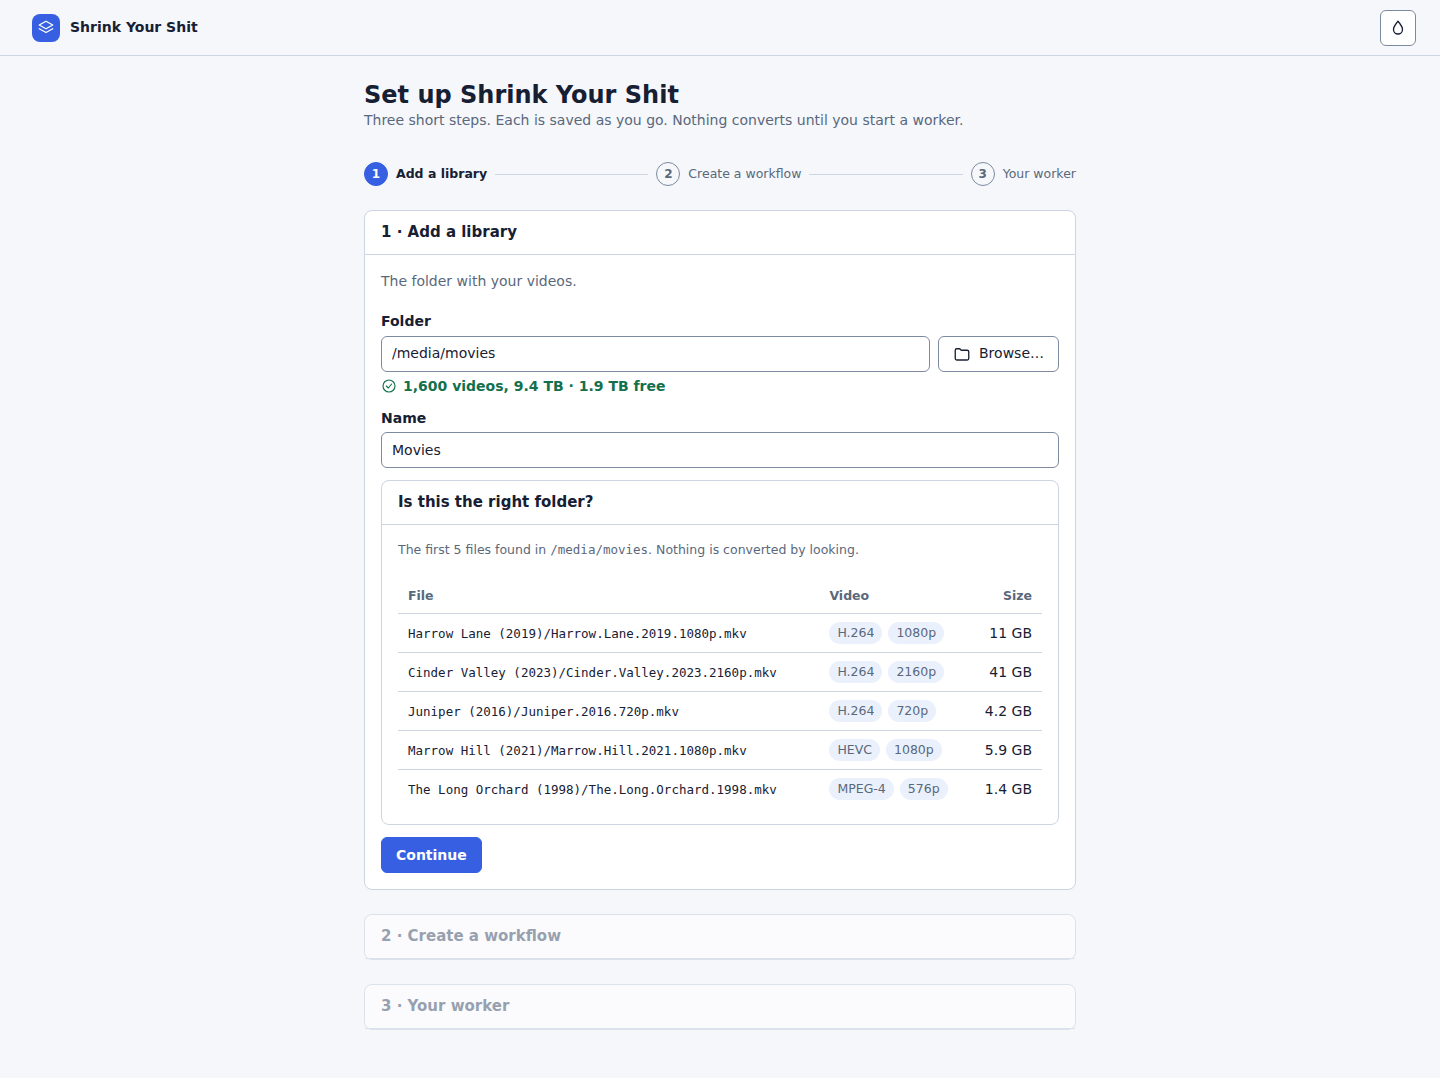 Shrink Your Shit
Set up Shrink Your Shit
Three short steps. Each is saved as you go. Nothing converts until you start a worker.
1 Add a library 2 Create a workflow 3 Your worker
1 · Add a library
The folder with your videos.
Folder
/media/movies Browse...
1,600 videos, 9.4 TB · 1.9 TB free
Name
Movies
Is this the right folder?
The first 5 files found in /media/movies. Nothing is converted by looking.
File Video Size
Harrow Lane (2019)/Harrow.Lane.2019.1080p.mkv H.264 1080p 11 GB
Cinder Valley (2023)/Cinder.Valley.2023.2160p.mkv H.264 2160p 41 GB
Juniper (2016)/Juniper.2016.720p.mkv H.264 720p 4.2 GB
Marrow Hill (2021)/Marrow.Hill.2021.1080p.mkv HEVC 1080p 5.9 GB
The Long Orchard (1998)/The.Long.Orchard.1998.mkv MPEG-4 576p 1.4 GB
Continue
2 · Create a workflow
3 · Your worker